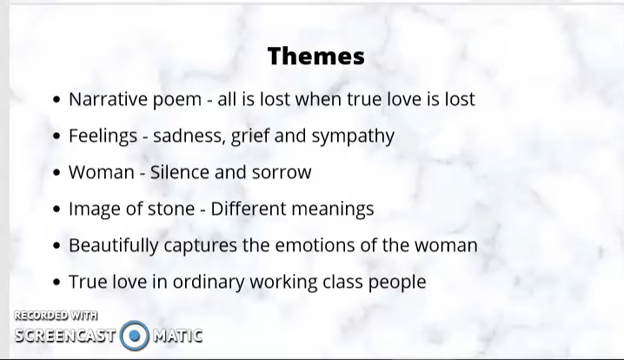 Themes
• Narrative poem - all is lost when true love is lost
• Feelings - sadness, grief and sympathy
• Woman - Silence and sorrow
• Image of stone - Different meanings
• Beautifully captures the emotions of the woman
• True love in ordinary working class people
RECORDED WITH
SCREENCAST MATIC